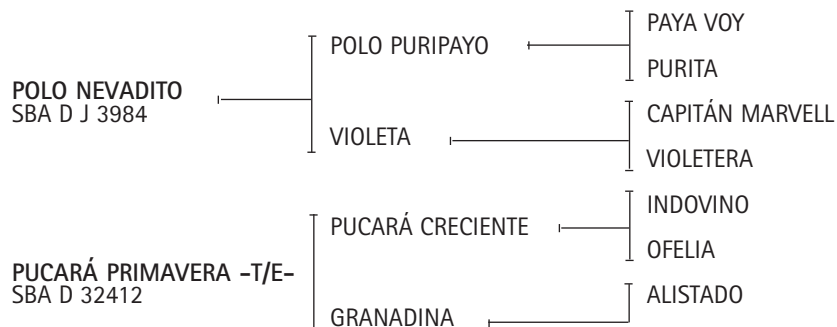 POLO PURIPAYO
PAYA VOY
PURITA
POLO NEVADITO
SBA D J 3984
VIOLETA
CAPITÁN MARVELL
VIOLETERA
PUCARÁ CRECIENTE
INDOVINO
OFELIA
PUCARÁ PRIMAVERA -T/E-
SBA D 32412
GRANADINA
ALISTADO